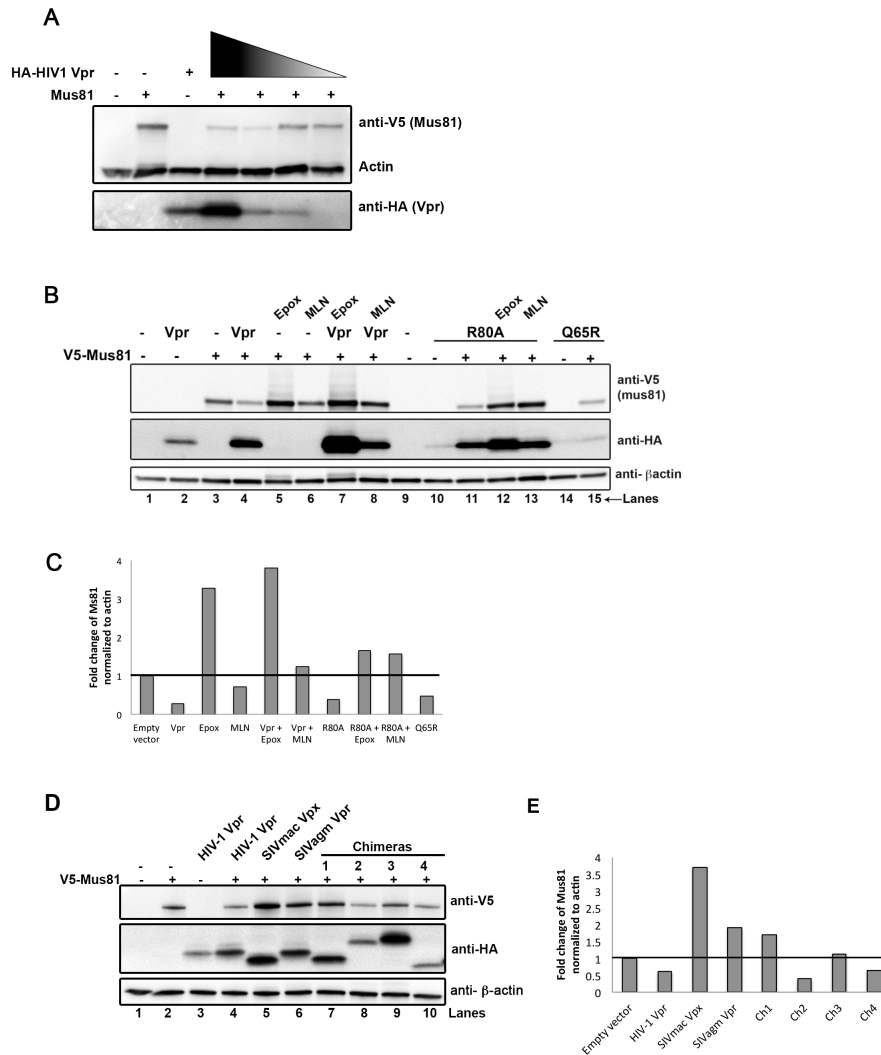 A
HA-HIV1 Vpr - - +
Mus81 - + - + + + +
anti-V5 (Mus81)
Actin
anti-HA (Vpr)
B
Epox MLN Epox MLN Epox MLN
- Vpr - Vpr - - Vpr Vpr - R80A Q65R
V5-Mus81 - - + + + + + + - - + + + - +
anti-V5
(mus81)
anti-HA
anti- βactin
1 2 3 4 5 6 7 8 9 10 11 12 13 14 15 ←Lanes
C
Fold change of Ms81
normalized to actin
4
3
2
1
0
Empty vector Vpr Epox MLN Vpr + Epox Vpr + MLN R80A R80A + Epox R80A + MLN Q65R
D
HIV-1 Vpr HIV-1 Vpr SIVmac Vpx SIVagm Vpr
Chimeras
- - 1 2 3 4
V5-Mus81 - + - + + + + + + +
anti-V5
anti-HA
anti- β-actin
1 2 3 4 5 6 7 8 9 10 Lanes
E
Fold change of Mus81
normalized to actin
4
3.5
3
2.5
2
1.5
1
0.5
0
Empty vector HIV-1 Vpr SIVmac Vpx SIVagm Vpr Ch1 Ch2 Ch3 Ch4